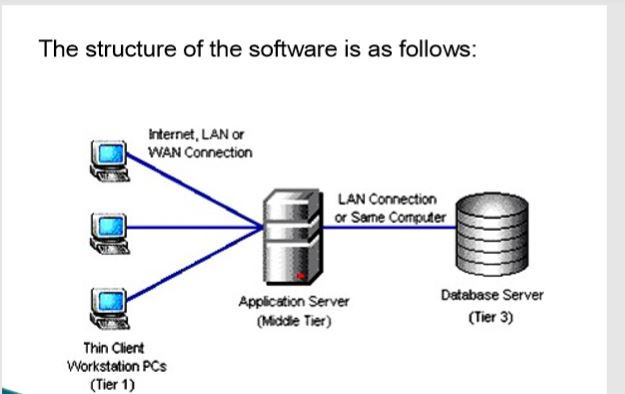 The structure of the software is as follows:
Internet, LAN or
WAN Connection
LAN Connection
or Same Computer
Application Server
(Middle Tier)
Database Server
(Tier 3)
Thin Client
Workstation PCs
(Tier 1)